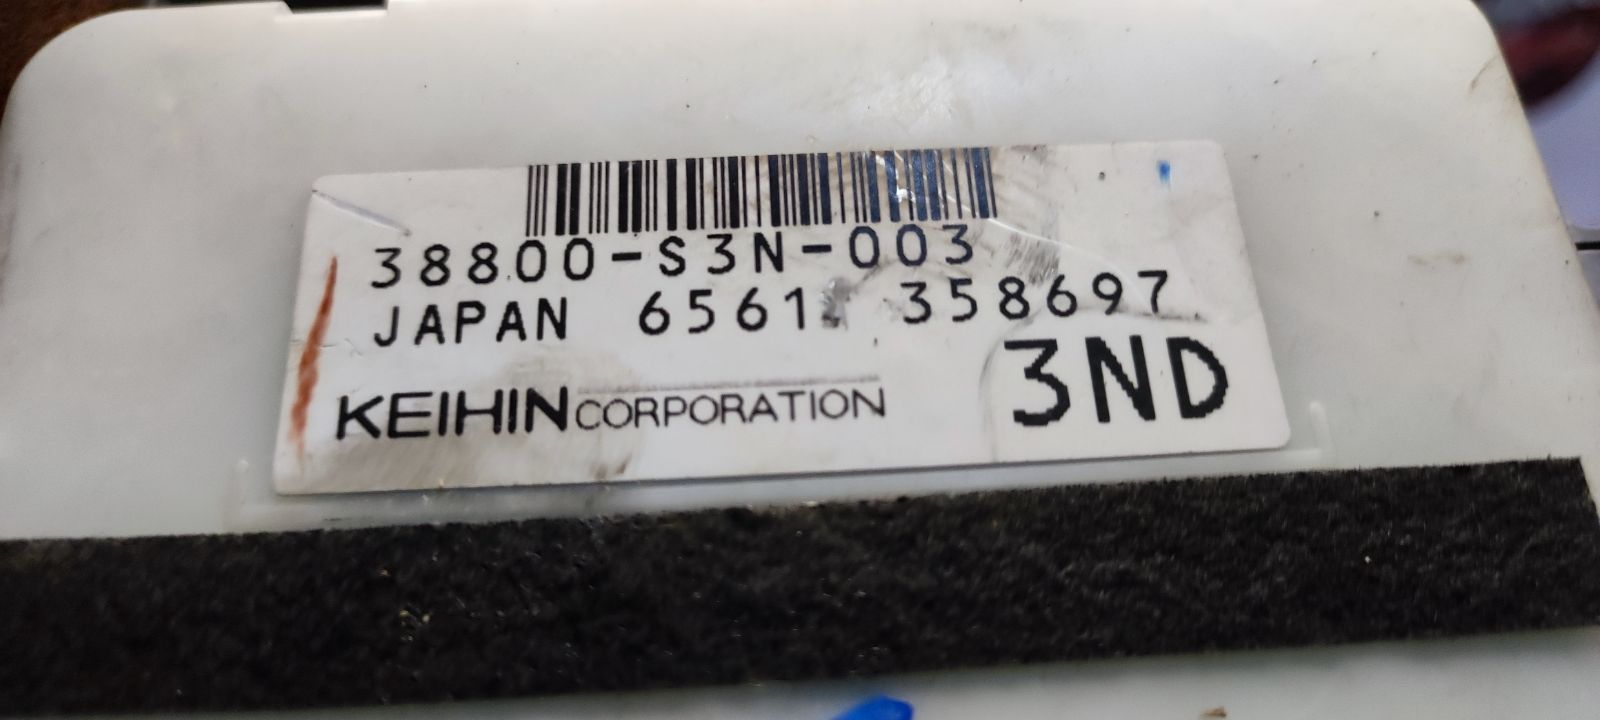 38800-S3N-003
JAPAN 6561 358697
KEIHIN CORPORATION
3ND